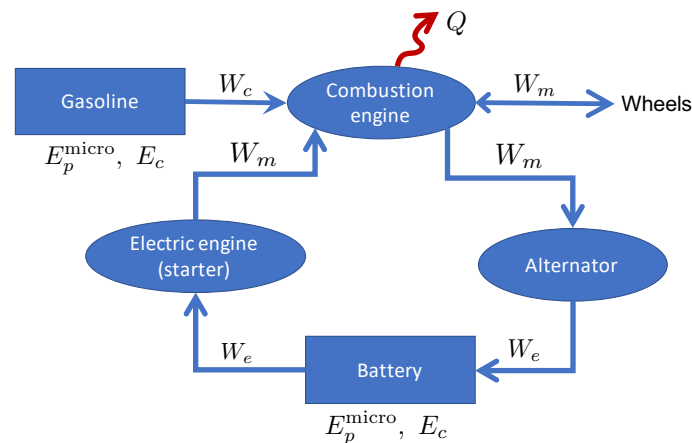 Q
Gasoline
W_c
Combustion
engine
W_m
Wheels
E_p^micro, E_c
W_m
W_m
Electric engine
(starter)
Alternator
W_e
Battery
W_e
E_p^micro, E_c